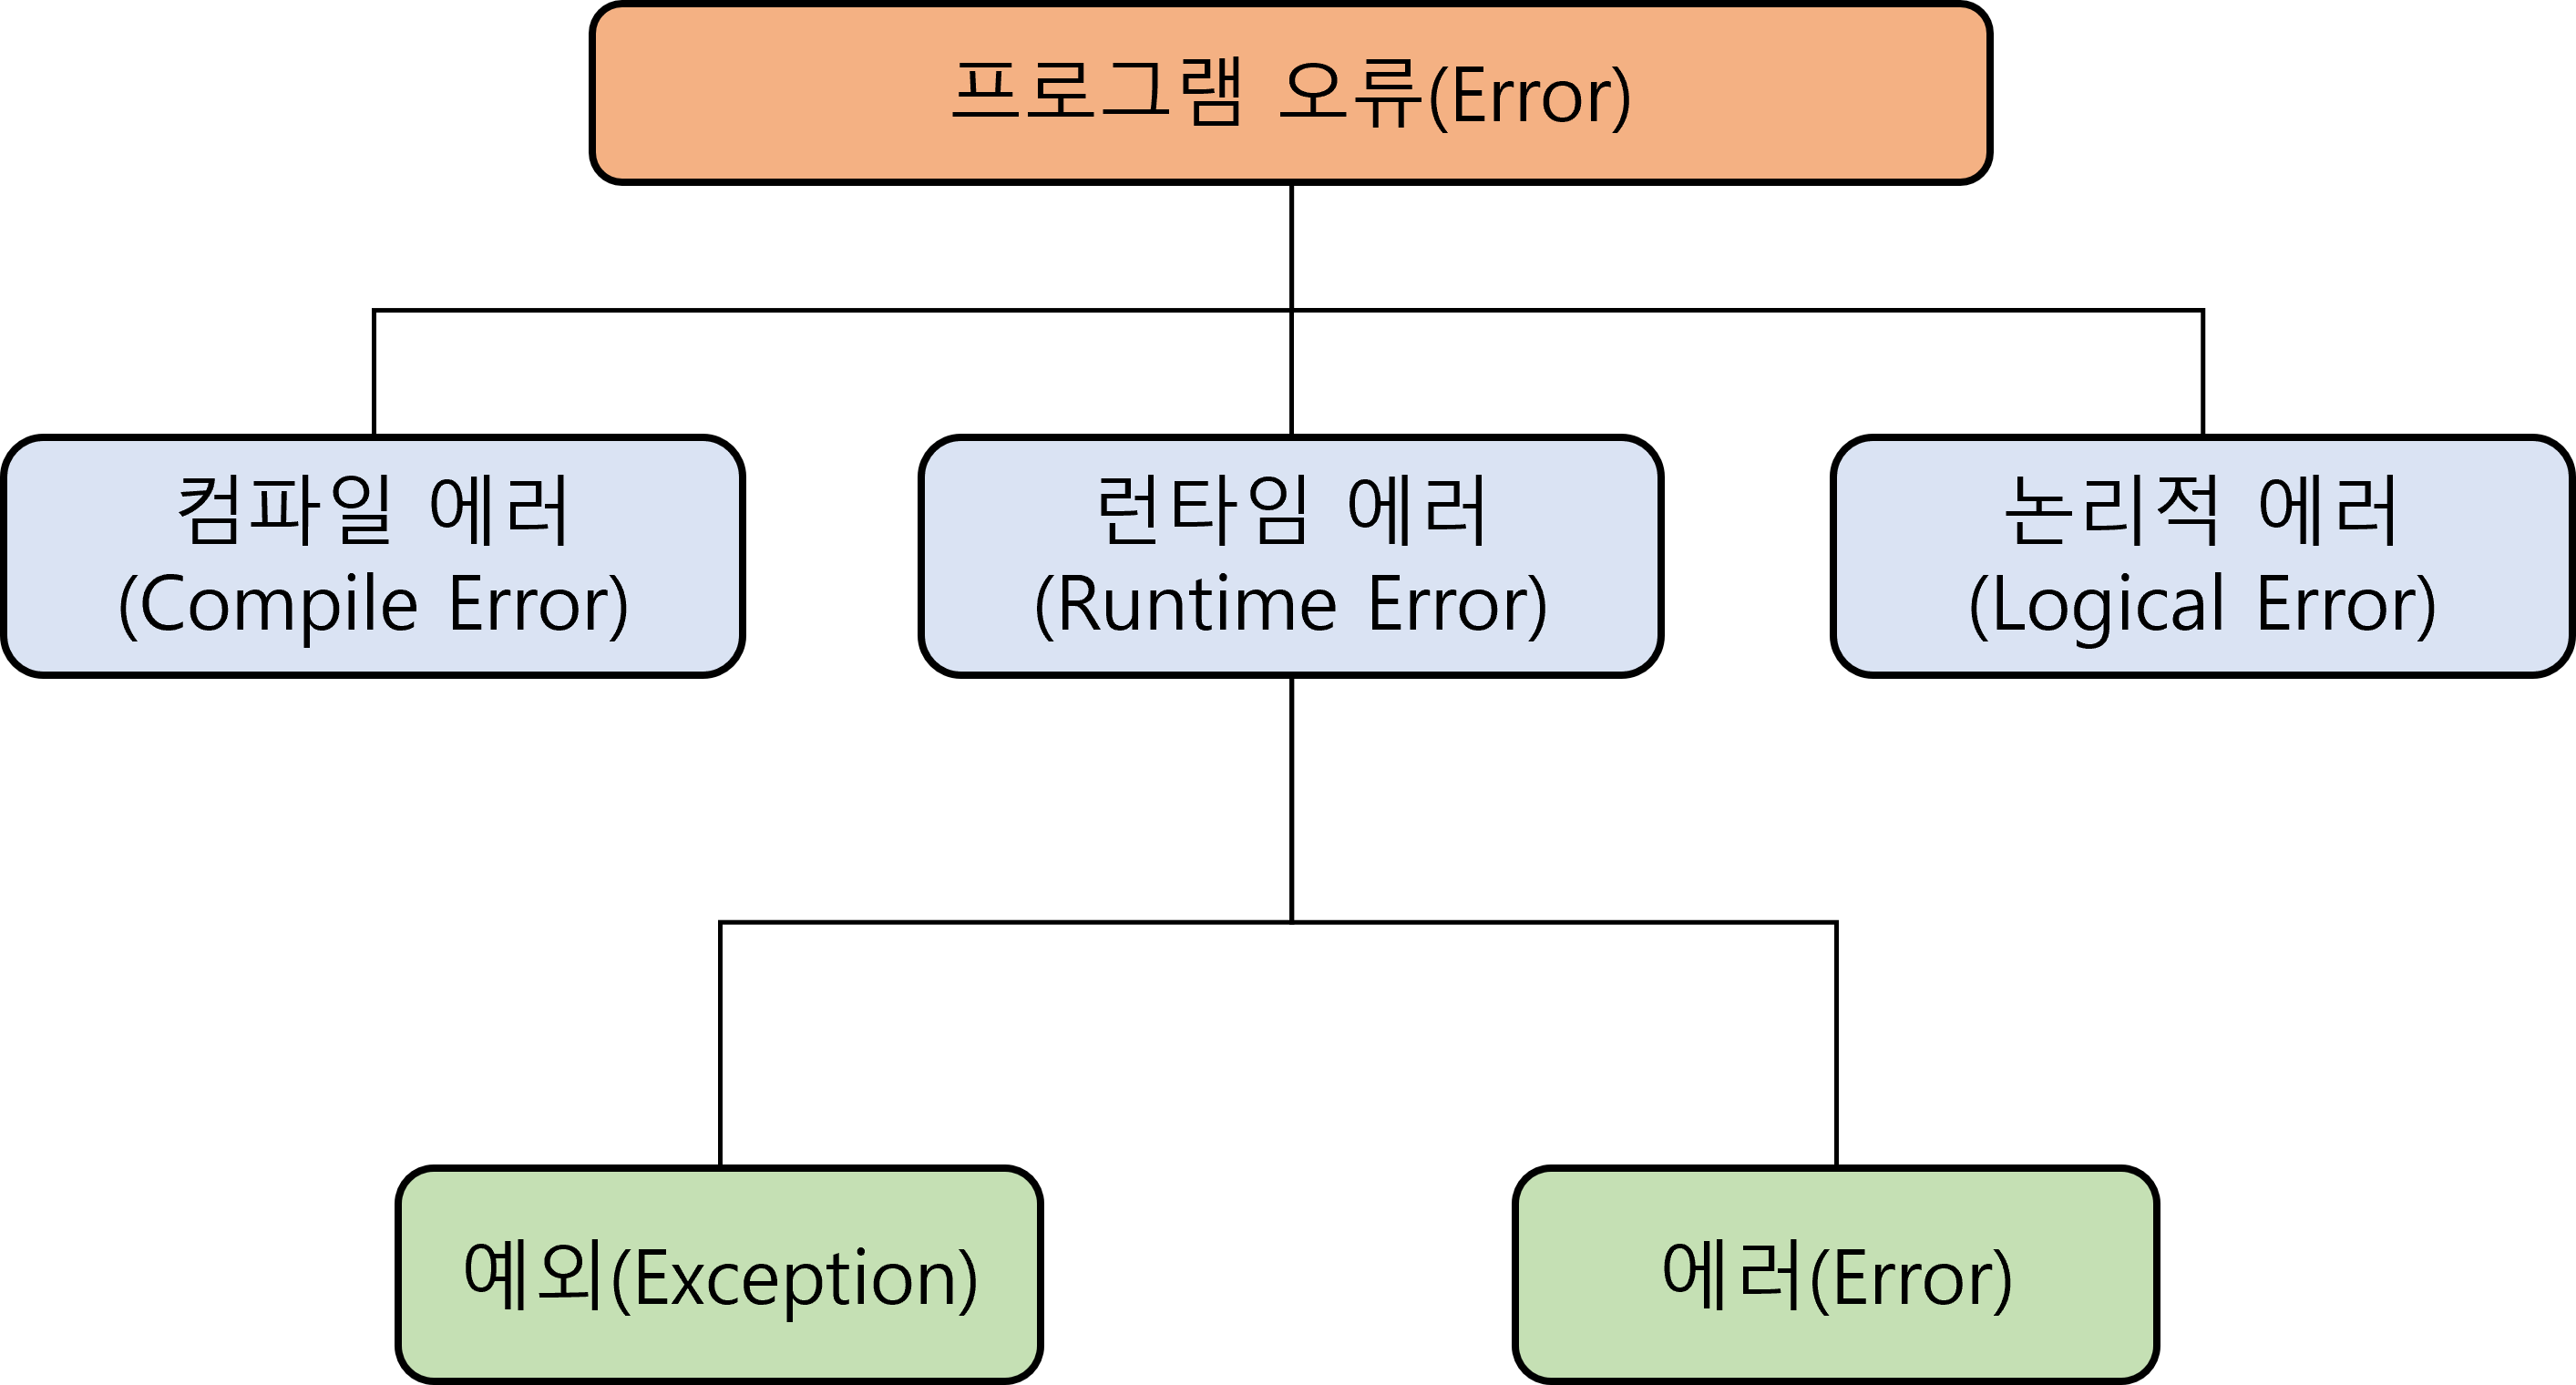 프로그램 오류(Error)
컴파일 에러
(Compile Error)
런타임 에러
(Runtime Error)
논리적 에러
(Logical Error)
예외(Exception)
에러(Error)